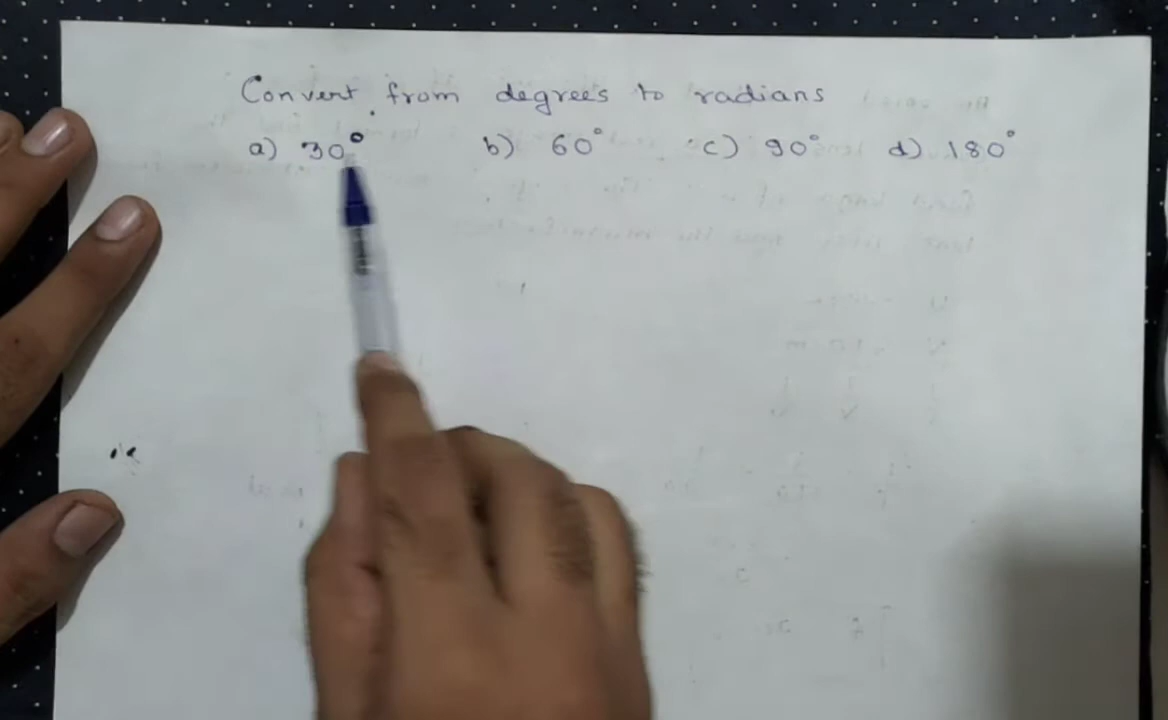 Convert from degrees to radians
a) 30° b) 60° c) 90° d) 180°